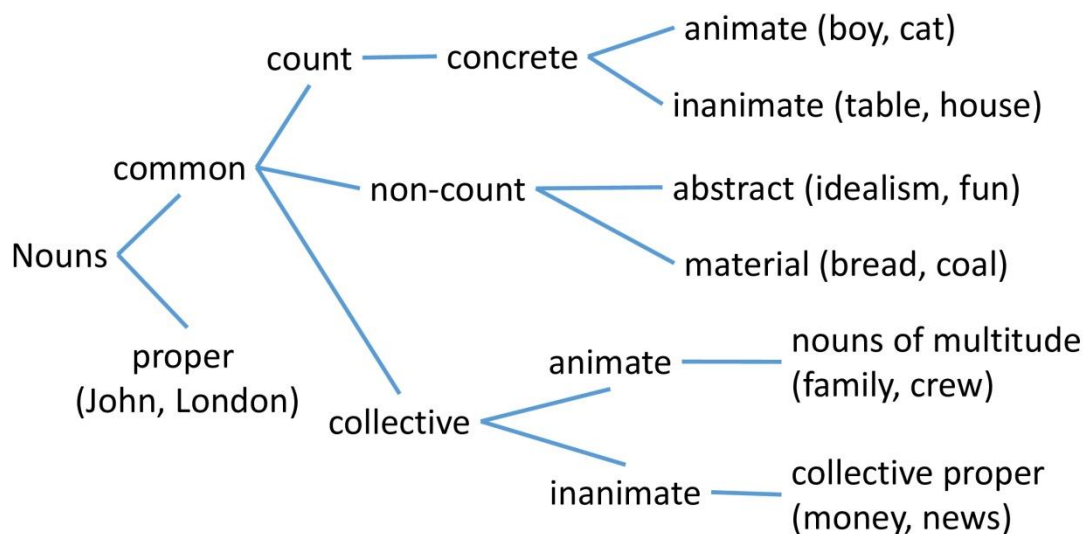 animate (boy, cat)
count
concrete
inanimate (table, house)
common
non-count
abstract (idealism, fun)
Nouns
material (bread, coal)
proper
(John, London)
animate
nouns of multitude
(family, crew)
collective
inanimate
collective proper
(money, news)